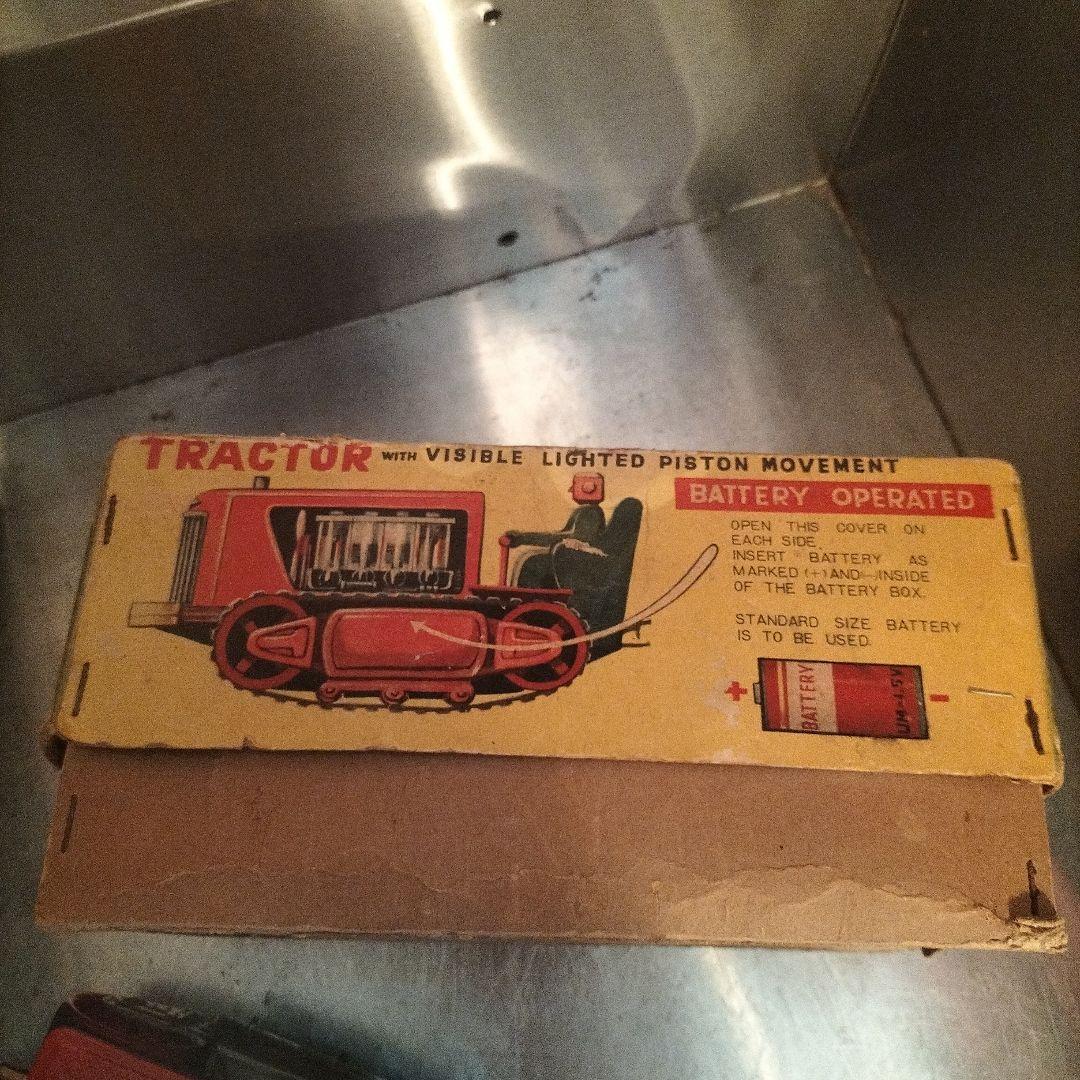 TRACTOR WITH VISIBLE LIGHTED PISTON MOVEMENT
BATTERY OPERATED
OPEN THIS COVER ON
EACH SIDE.
INSERT BATTERY AS
MARKED (+) AND (-) INSIDE
OF THE BATTERY BOX.
STANDARD SIZE BATTERY
IS TO BE USED.
+ BATTERY UM-1.5V -